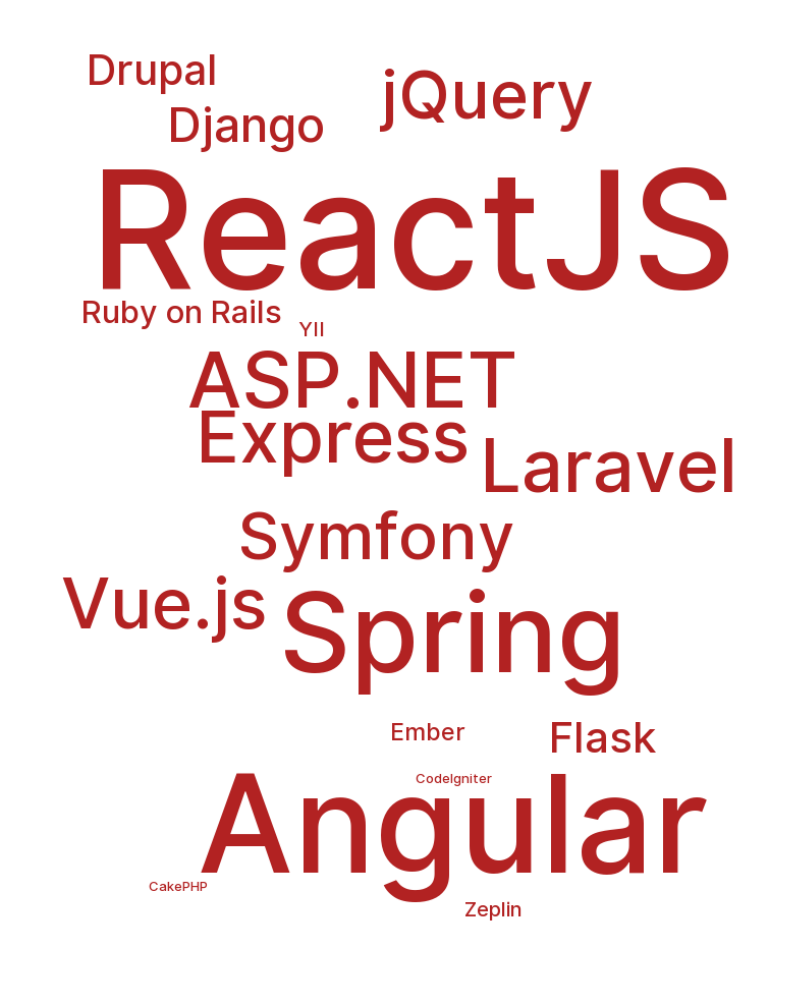 Drupal
jQuery
Django
ReactJS
Ruby on Rails
YII
ASP.NET
Express
Laravel
Symfony
Vue.js
Spring
Ember
Flask
CodeIgniter
Angular
CakePHP
Zeplin